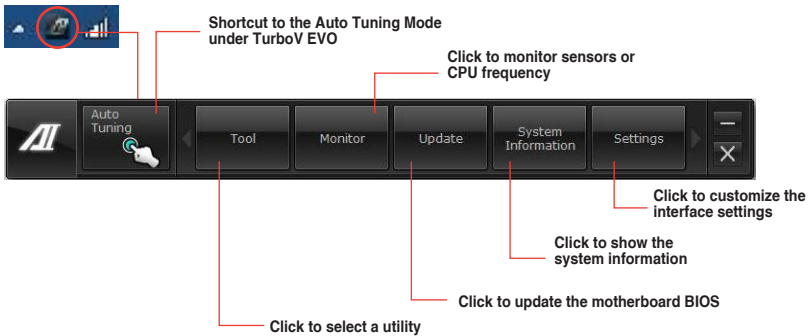 Shortcut to the Auto Tuning Mode
under TurboV EVO
Click to monitor sensors or
CPU frequency
Auto
Tuning
Tool
Monitor
Update
System
Information
Settings
Click to customize the
interface settings
Click to show the
system information
Click to update the motherboard BIOS
Click to select a utility